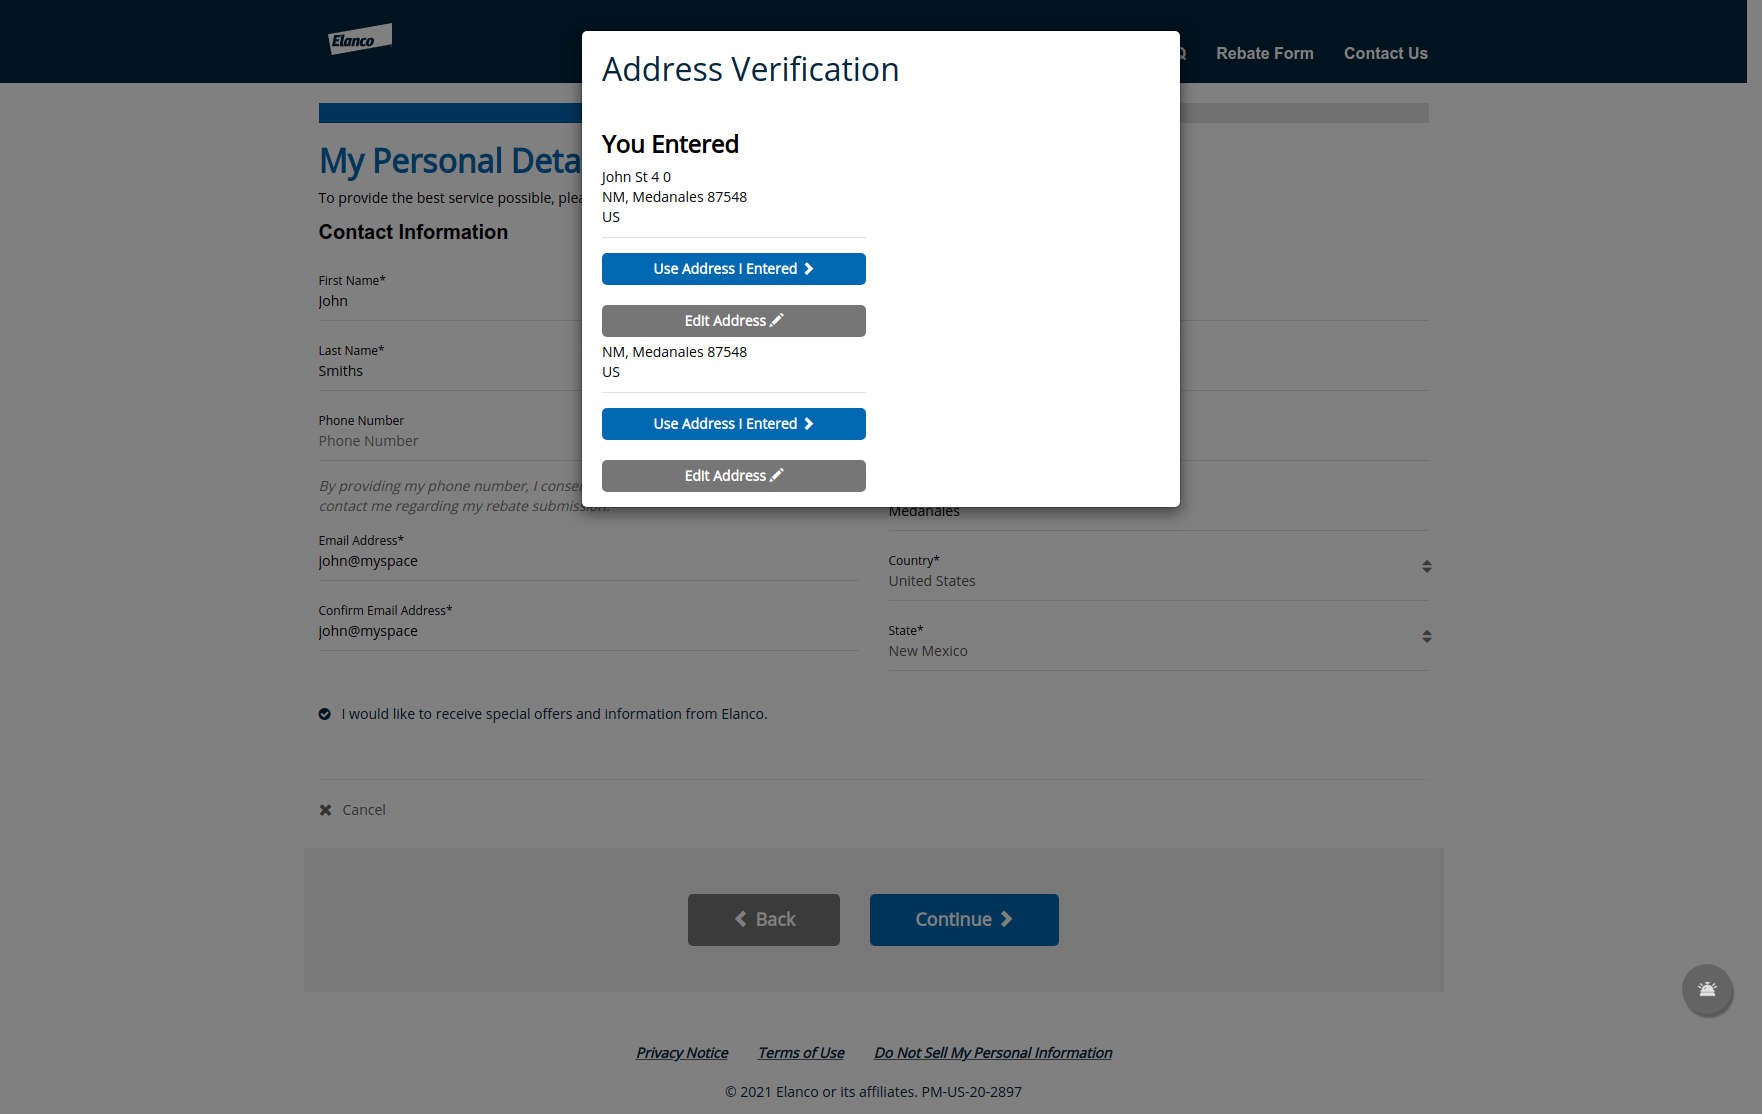 Elanco
Q
Rebate Form
Contact Us
Address Verification
You Entered
John St 4 0
NM, Medanales 87548
US
Use Address I Entered
Edit Address
NM, Medanales 87548
US
Use Address I Entered
Edit Address
My Personal Deta
To provide the best service possible, plea
Contact Information
First Name*
John
Last Name*
Smiths
Phone Number
Phone Number
By providing my phone number, I conse
contact me regarding my rebate submission.
Email Address*
john@myspace
Confirm Email Address*
john@myspace
Medanales
Country*
United States
State*
New Mexico
I would like to receive special offers and information from Elanco.
Cancel
Back
Continue
Privacy Notice
Terms of Use
Do Not Sell My Personal Information
© 2021 Elanco or its affiliates. PM-US-20-2897